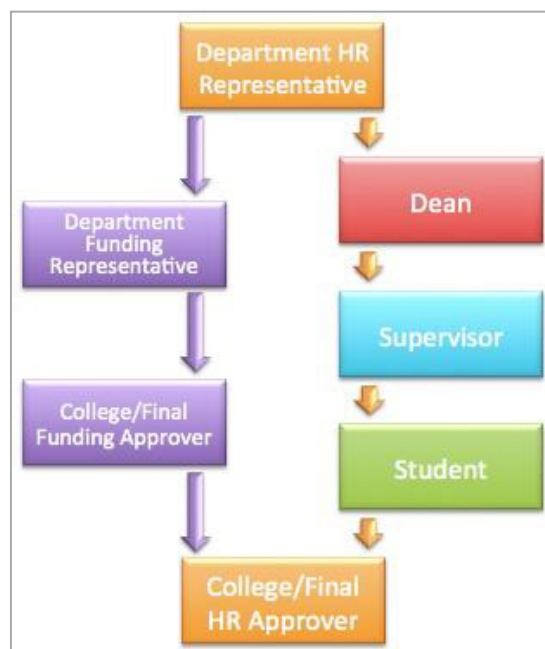 Department HR
Representative
Department
Funding
Representative
College/Final
Funding Approver
Dean
Supervisor
Student
College/Final
HR Approver